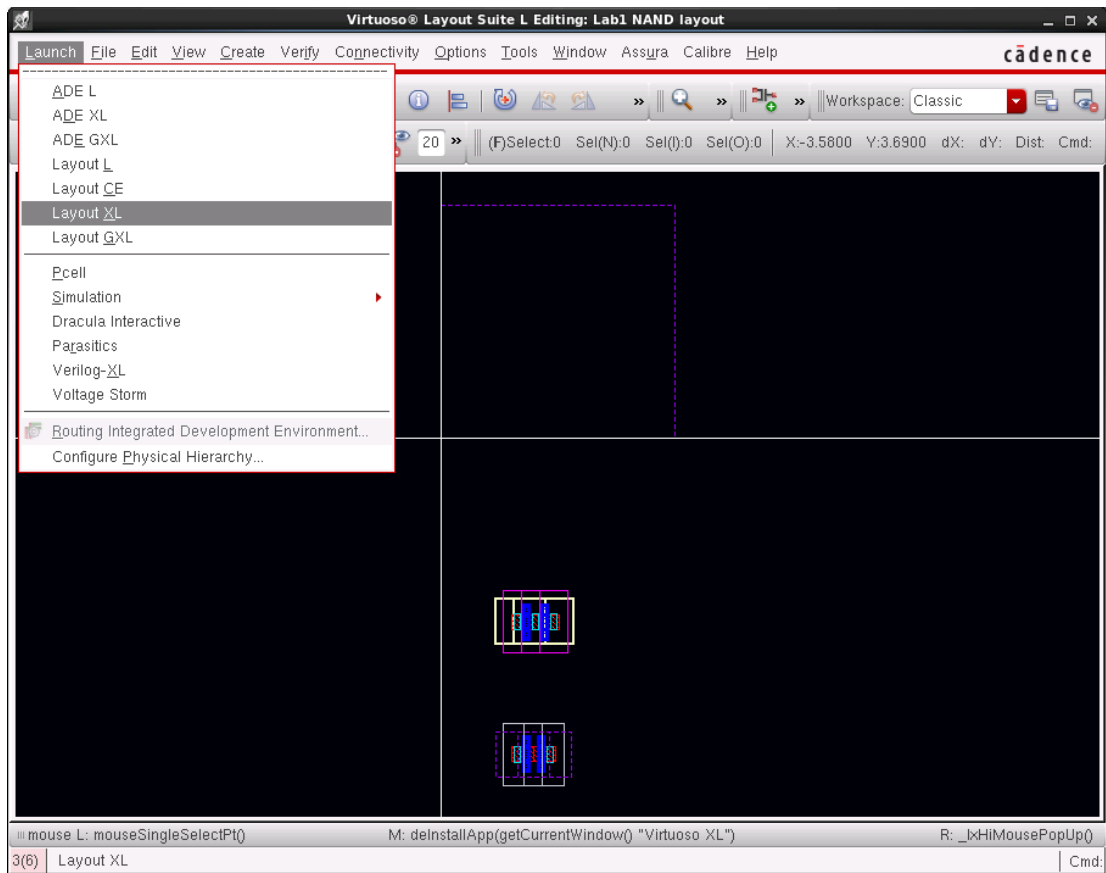 Virtuoso® Layout Suite L Editing: Lab1 NAND layout
Launch File Edit View Create Verify Connectivity Options Tools Window Assura Calibre Help cādence
ADE L
ADE XL
ADE GXL
Layout L
Layout CE
Layout XL
Layout GXL
Pcell
Simulation
Dracula Interactive
Parasitics
Verilog-XL
Voltage Storm
Routing Integrated Development Environment...
Configure Physical Hierarchy...
» » » Workspace: Classic
20 » (F)Select:0 Sel(N):0 Sel(I):0 Sel(O):0 X:-3.5800 Y:3.6900 dX: dY: Dist: Cmd:
mouse L: mouseSingleSelectPt() M: deInstallApp(getCurrentWindow() "Virtuoso XL") R: _lxHiMousePopUp()
3(6) Layout XL Cmd: